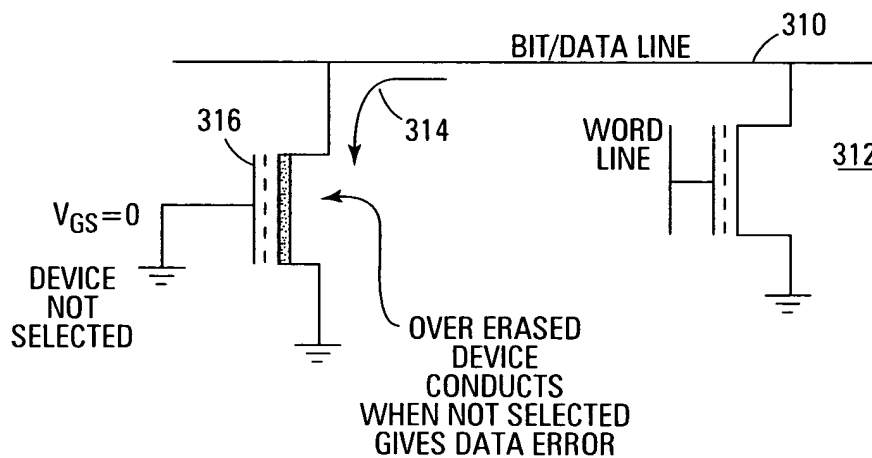 BIT/DATA LINE
310
316
314
WORD
LINE
312
V_GS=0
DEVICE
NOT
SELECTED
OVER ERASED
DEVICE
CONDUCTS
WHEN NOT SELECTED
GIVES DATA ERROR